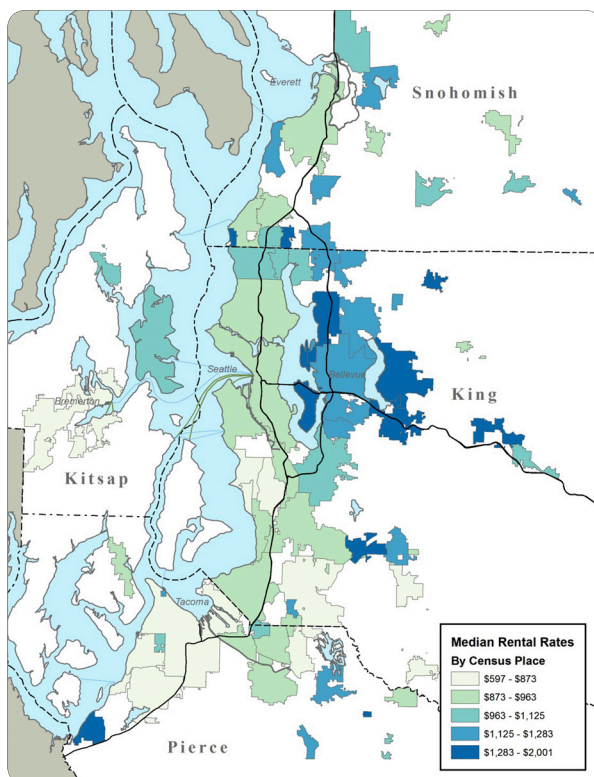 Everett
Snohomish
Seattle
Bellevue
Bremerton
King
Kitsap
Tacoma
Pierce
Median Rental Rates
By Census Place
$597 - $873
$873 - $963
$963 - $1,125
$1,125 - $1,283
$1,283 - $2,001